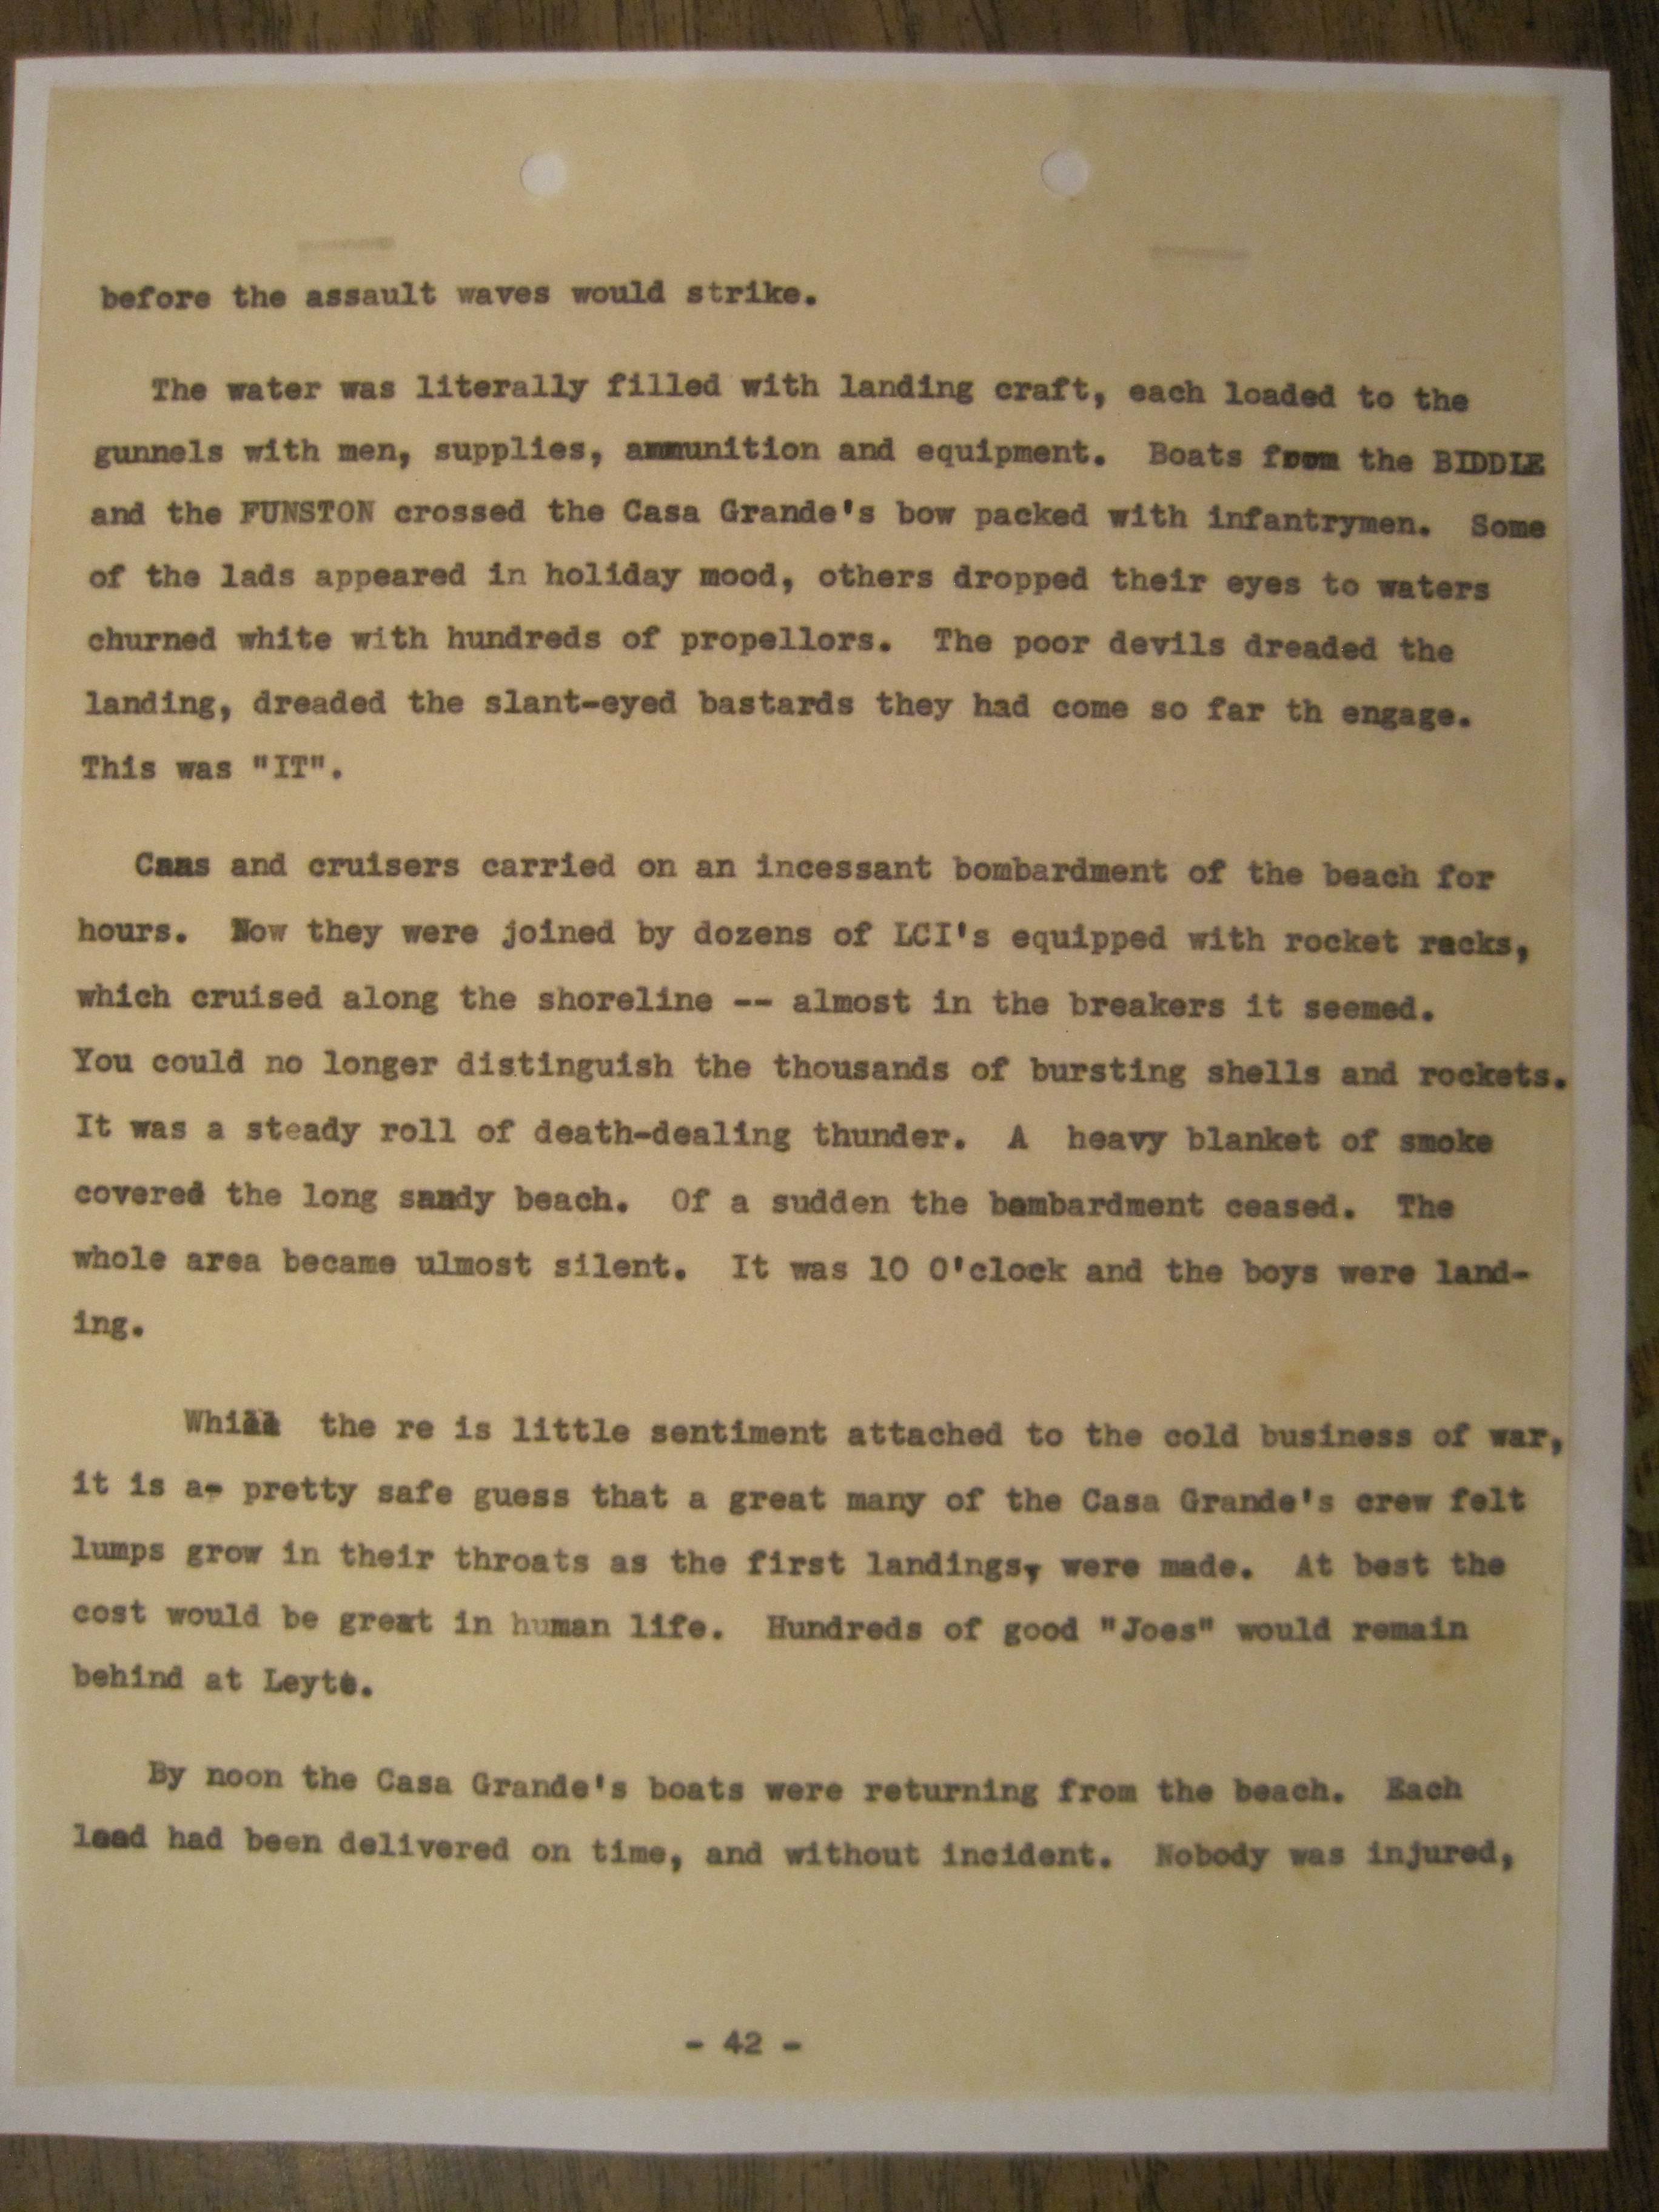 before the assault waves would strike.
The water was literally filled with landing craft, each loaded to the
gunnels with men, supplies, ammunition and equipment. Boats from the BIDDLE
and the FUNSTON crossed the Casa Grande's bow packed with infantrymen. Some
of the lads appeared in holiday mood, others dropped their eyes to waters
churned white with hundreds of propellors. The poor devils dreaded the
landing, dreaded the slant-eyed bastards they had come so far th engage.
This was "IT".
and cruisers carried on an incessant bombardment of the beach for
hours. Now they were joined by dozens of LCI's equipped with rocket racks,
which cruised along the shoreline -- almost in the breakers it seemed.
You could no longer distinguish the thousands of bursting shells and rockets.
It was a steady roll of death-dealing thunder. A heavy blanket of smoke
covered the long sandy beach. Of a sudden the bombardment ceased. The
whole area became ulmost silent. It was 10 O'clock and the boys were land-
ing.
the re is little sentiment attached to the cold business of war,
it is a- pretty safe guess that a great many of the Casa Grande's crew felt
lumps grow in their throats as the first landings, were made. At best the
cost would be great in human life. Hundreds of good "Joes" would remain
behind at Leyte.
By noon the Casa Grande's boats were returning from the beach. Each
load had been delivered on time, and without incident. Nobody was injured,
- 42 -